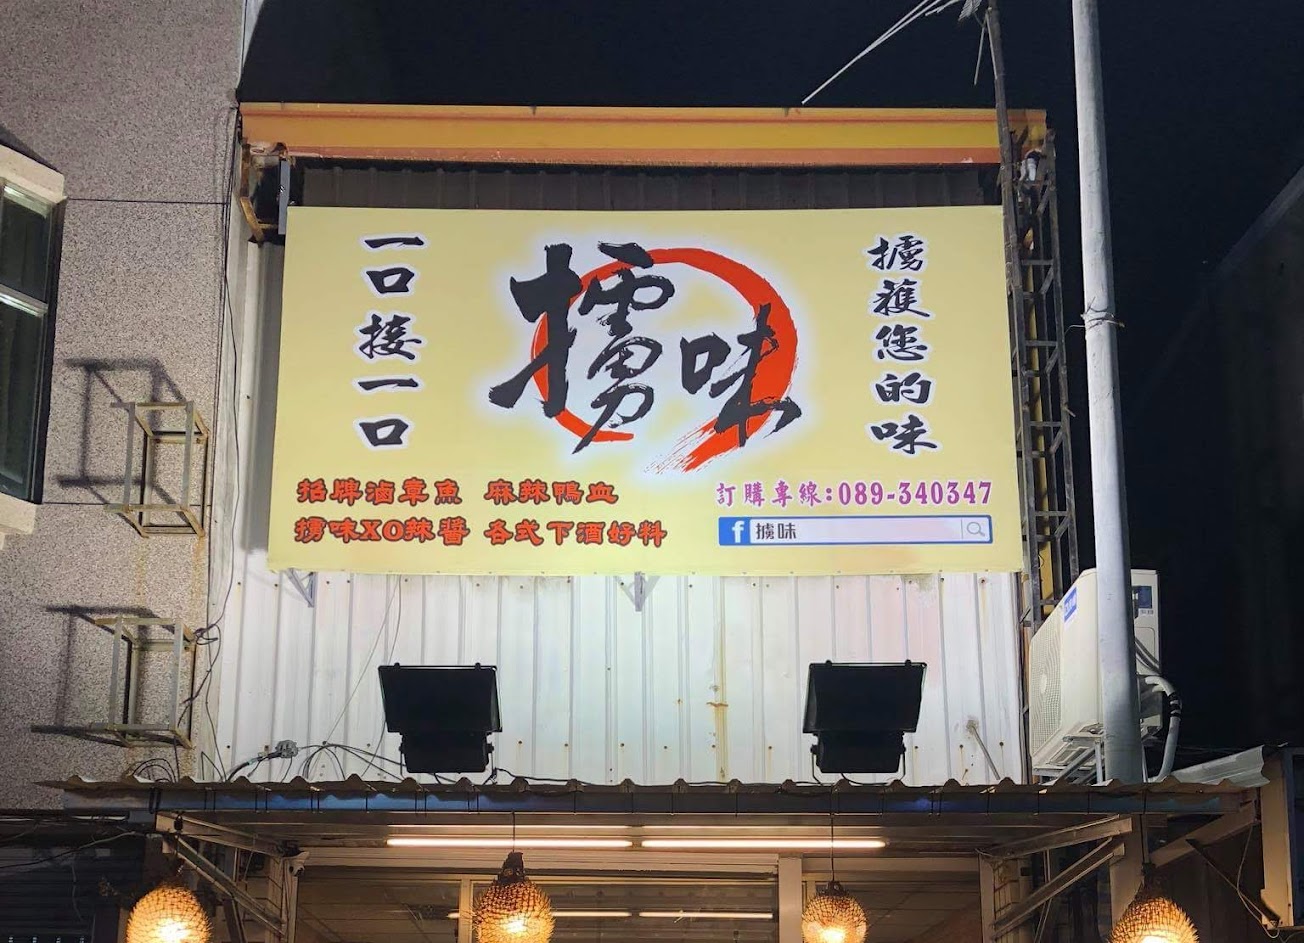 擄獲您的味
擄味
一口接一口
招牌滷章魚 麻辣鴨血
擄味XO辣醬 各式下酒好料
訂購專線:089-340347
f 擄味